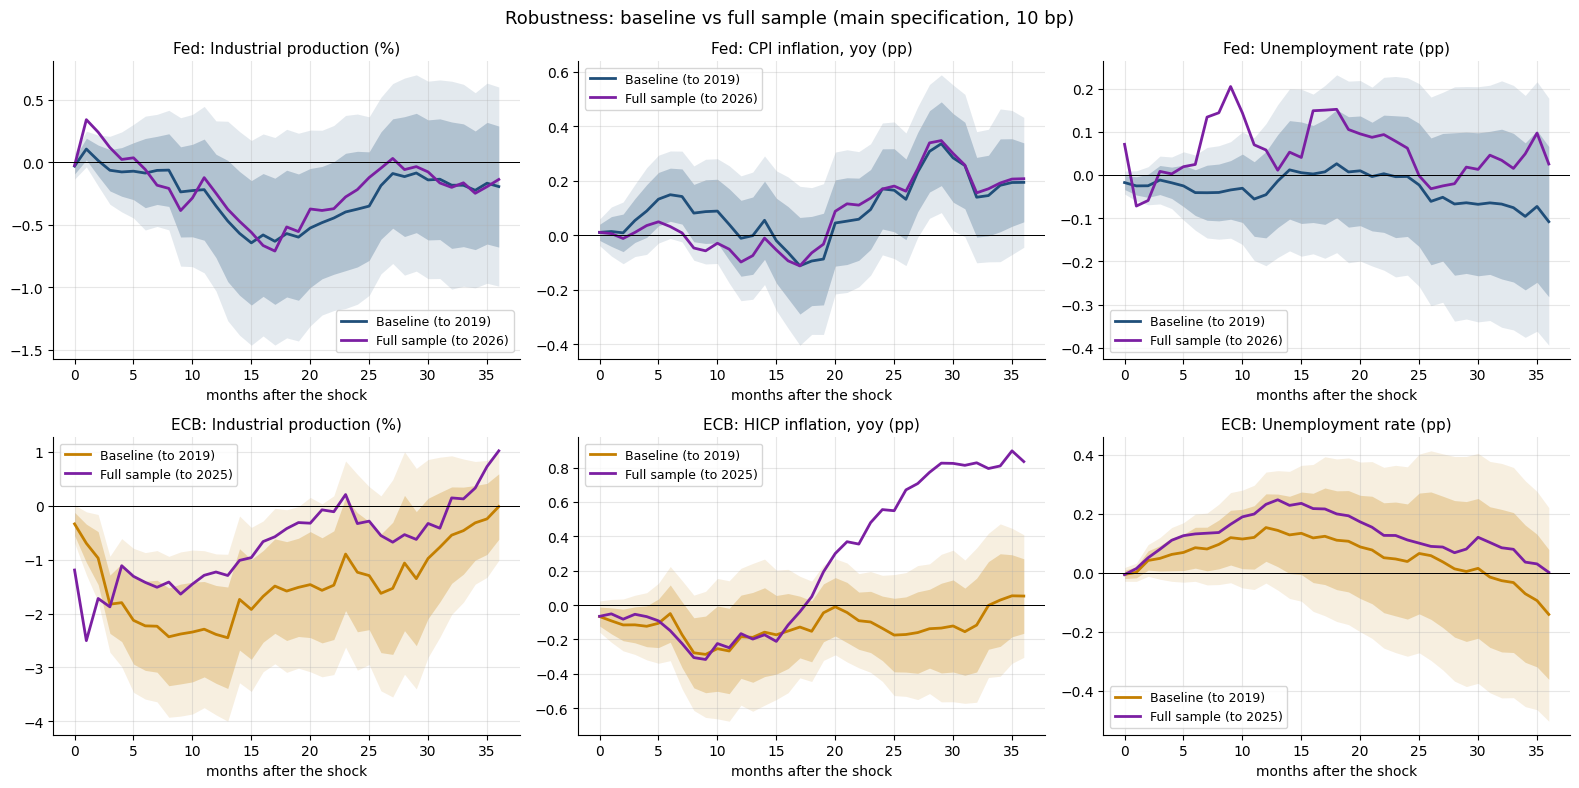 Robustness: baseline vs full sample (main specification, 10 bp)
Fed: Industrial production (%)
0.5
0.0
−0.5
−1.0
−1.5
0 5 10 15 20 25 30 35
months after the shock
Baseline (to 2019)
Full sample (to 2026)
Fed: CPI inflation, yoy (pp)
Baseline (to 2019)
Full sample (to 2026)
0.6
0.4
0.2
0.0
−0.2
−0.4
0 5 10 15 20 25 30 35
months after the shock
Fed: Unemployment rate (pp)
0.2
0.1
0.0
−0.1
−0.2
−0.3
−0.4
Baseline (to 2019)
Full sample (to 2026)
0 5 10 15 20 25 30 35
months after the shock
ECB: Industrial production (%)
Baseline (to 2019)
Full sample (to 2025)
1
0
−1
−2
−3
−4
0 5 10 15 20 25 30 35
months after the shock
ECB: HICP inflation, yoy (pp)
Baseline (to 2019)
Full sample (to 2025)
0.8
0.6
0.4
0.2
0.0
−0.2
−0.4
−0.6
0 5 10 15 20 25 30 35
months after the shock
ECB: Unemployment rate (pp)
0.4
0.2
0.0
−0.2
−0.4
Baseline (to 2019)
Full sample (to 2025)
0 5 10 15 20 25 30 35
months after the shock